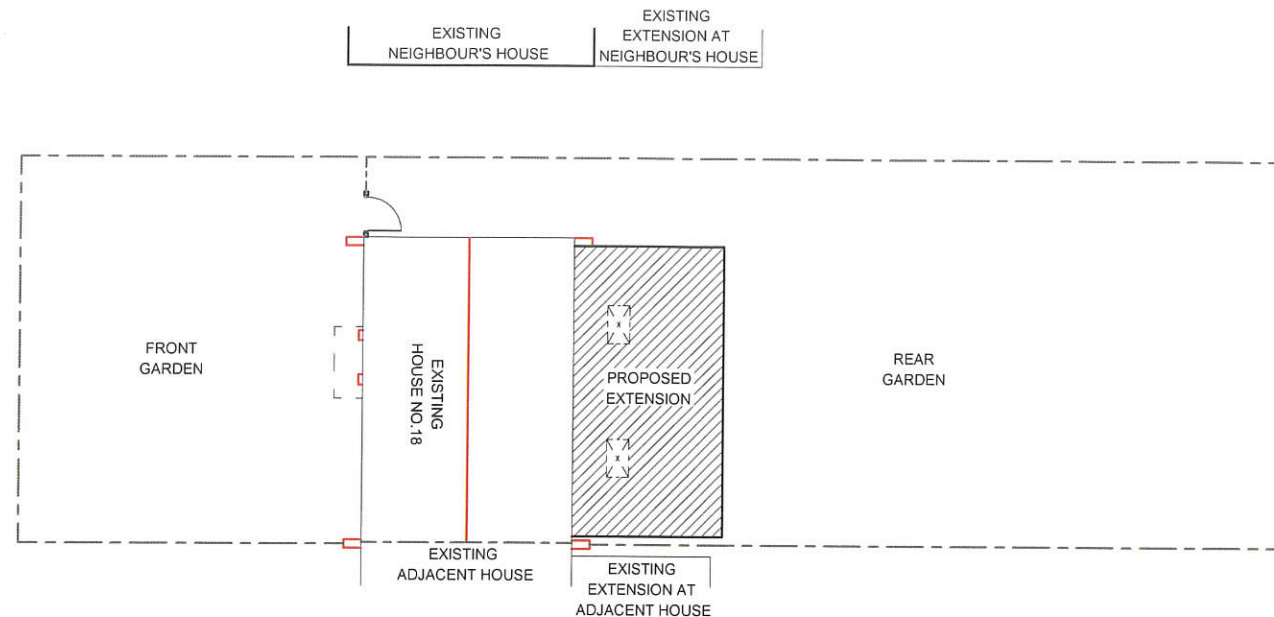 EXISTING
NEIGHBOUR'S HOUSE
EXISTING
EXTENSION AT
NEIGHBOUR'S HOUSE
FRONT
GARDEN
EXISTING
HOUSE NO.18
PROPOSED
EXTENSION
REAR
GARDEN
EXISTING
ADJACENT HOUSE
EXISTING
EXTENSION AT
ADJACENT HOUSE